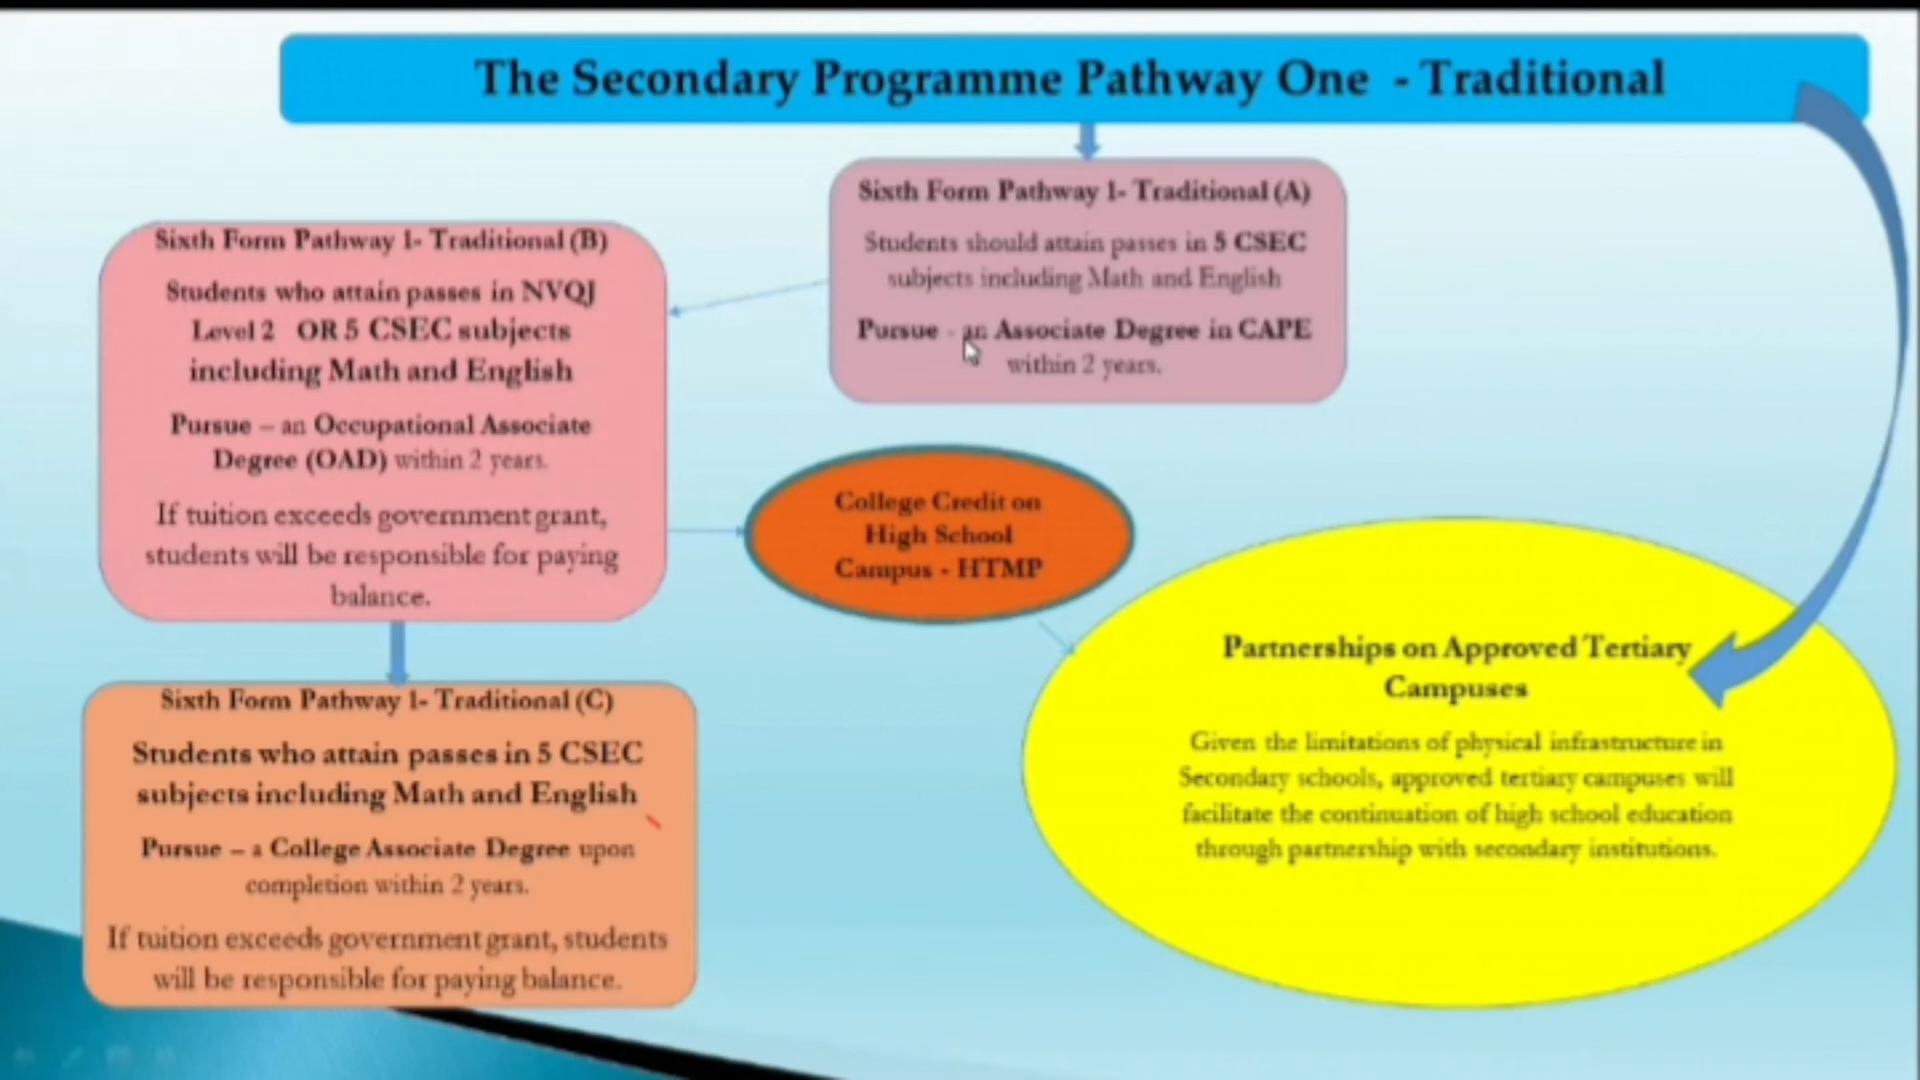 The Secondary Programme Pathway One - Traditional
Sixth Form Pathway 1- Traditional (A)
Students should attain passes in 5 CSEC
subjects including Math and English
Pursue - an Associate Degree in CAPE
within 2 years.
Sixth Form Pathway 1- Traditional (B)
Students who attain passes in NVQJ
Level 2 OR 5 CSEC subjects
including Math and English
Pursue – an Occupational Associate
Degree (OAD) within 2 years.
If tuition exceeds government grant,
students will be responsible for paying
balance.
College Credit on
High School
Campus - HTMP
Sixth Form Pathway 1- Traditional (C)
Students who attain passes in 5 CSEC
subjects including Math and English
Pursue – a College Associate Degree upon
completion within 2 years.
If tuition exceeds government grant, students
will be responsible for paying balance.
Partnerships on Approved Tertiary
Campuses
Given the limitations of physical infrastructure in
Secondary schools, approved tertiary campuses will
facilitate the continuation of high school education
through partnership with secondary institutions.